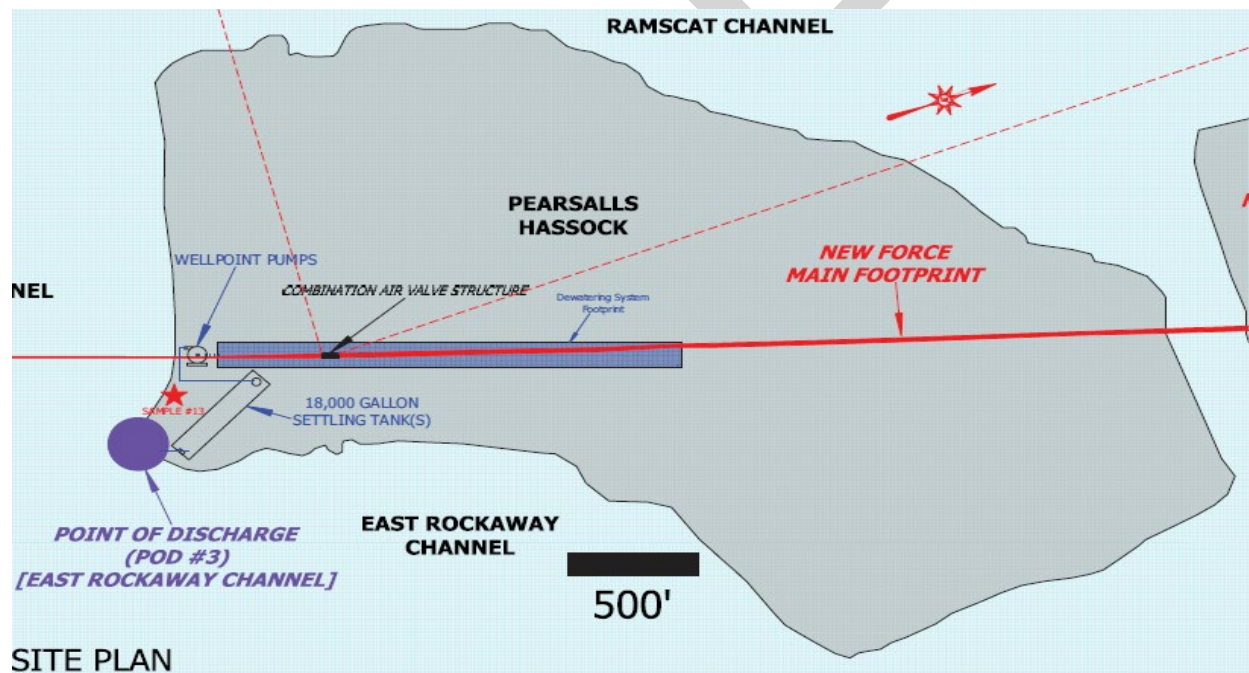 RAMSCAT CHANNEL
PEARSALLS
HASSOCK
WELLPOINT PUMPS
NEL
COMBINATION AIR VALVE STRUCTURE
Dewatering System
Footprint
NEW FORCE
MAIN FOOTPRINT
SAMPLE #13
18,000 GALLON
SETTLING TANK(S)
POINT OF DISCHARGE
(POD #3)
[EAST ROCKAWAY CHANNEL]
EAST ROCKAWAY
CHANNEL
500'
SITE PLAN